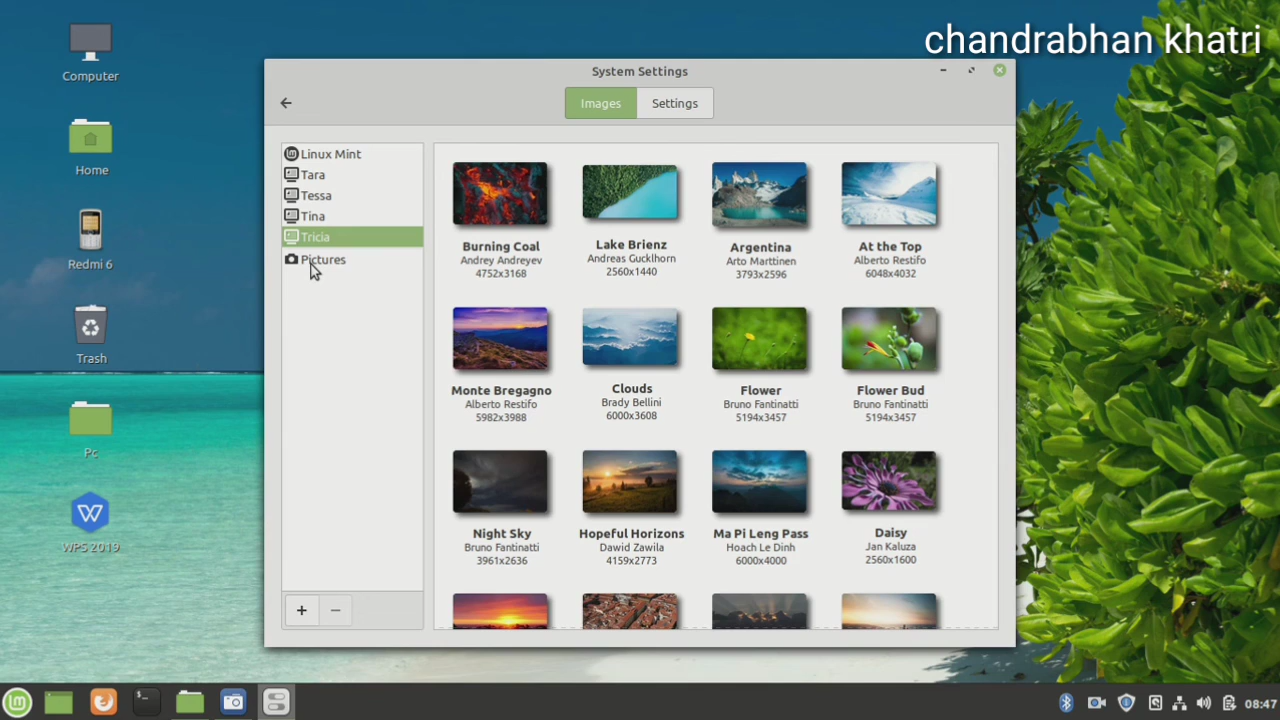 chandrabhan khatri
Computer
Home
Redmi 6
Trash
Pc
WPS 2019
System Settings
Images
Settings
Linux Mint
Tara
Tessa
Tina
Tricia
Pictures
Burning Coal
Andrey Andreyev
4752x3168
Lake Brienz
Andreas Gucklhorn
2560x1440
Argentina
Arto Marttinen
3793x2596
At the Top
Alberto Restifo
6048x4032
Monte Bregagno
Alberto Restifo
5982x3988
Clouds
Brady Bellini
6000x3608
Flower
Bruno Fantinatti
5194x3457
Flower Bud
Bruno Fantinatti
5194x3457
Night Sky
Bruno Fantinatti
3961x2636
Hopeful Horizons
Dawid Zawila
4159x2773
Ma Pi Leng Pass
Hoach Le Dinh
6000x4000
Daisy
Jan Kaluza
2560x1600
08:47